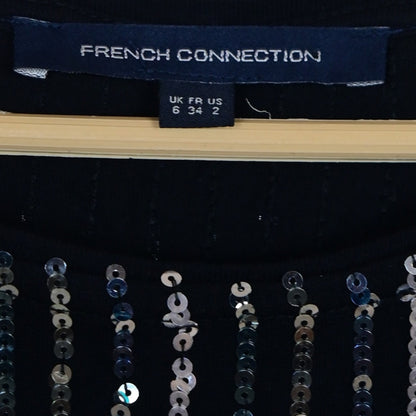 FRENCH CONNECTION
UK FR US
6 34 2